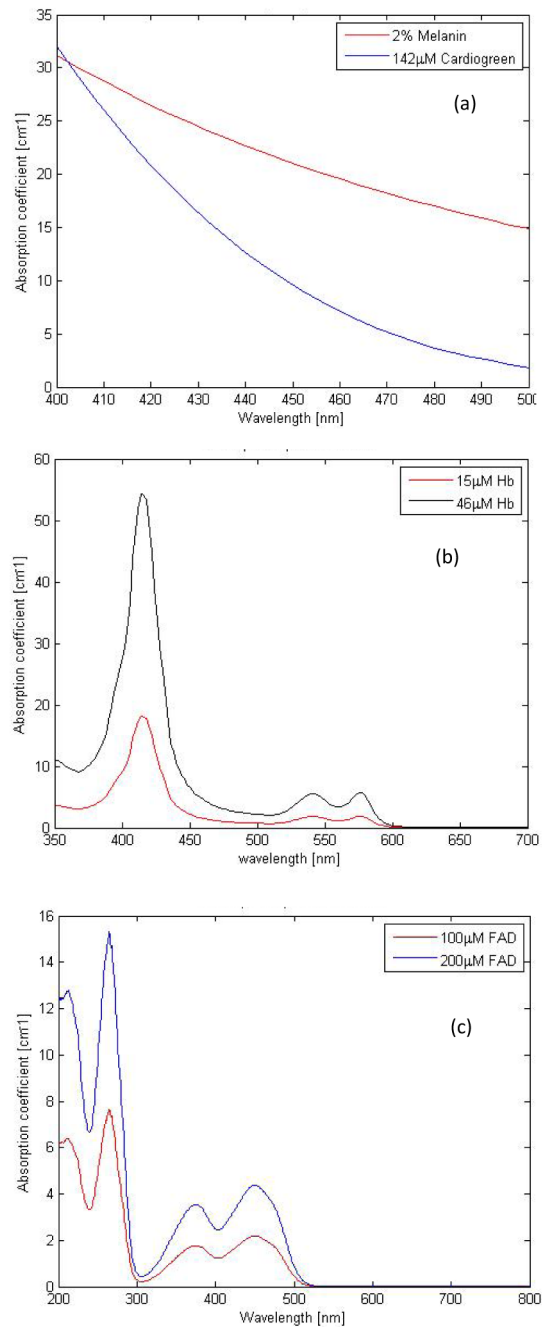 35
30
25
20
15
10
5
0
Absorption coefficient [cm-1]
2% Melanin
142µM Cardiogreen
(a)
400 410 420 430 440 450 460 470 480 490 500
Wavelength [nm]
60
50
40
30
20
10
0
Absorption coefficient [cm-1]
15µM Hb
46µM Hb
(b)
350 400 450 500 550 600 650 700
wavelength [nm]
16
14
12
10
8
6
4
2
0
Absorption coefficient [cm-1]
100µM FAD
200µM FAD
(c)
200 300 400 500 600 700 800
Wavelength [nm]